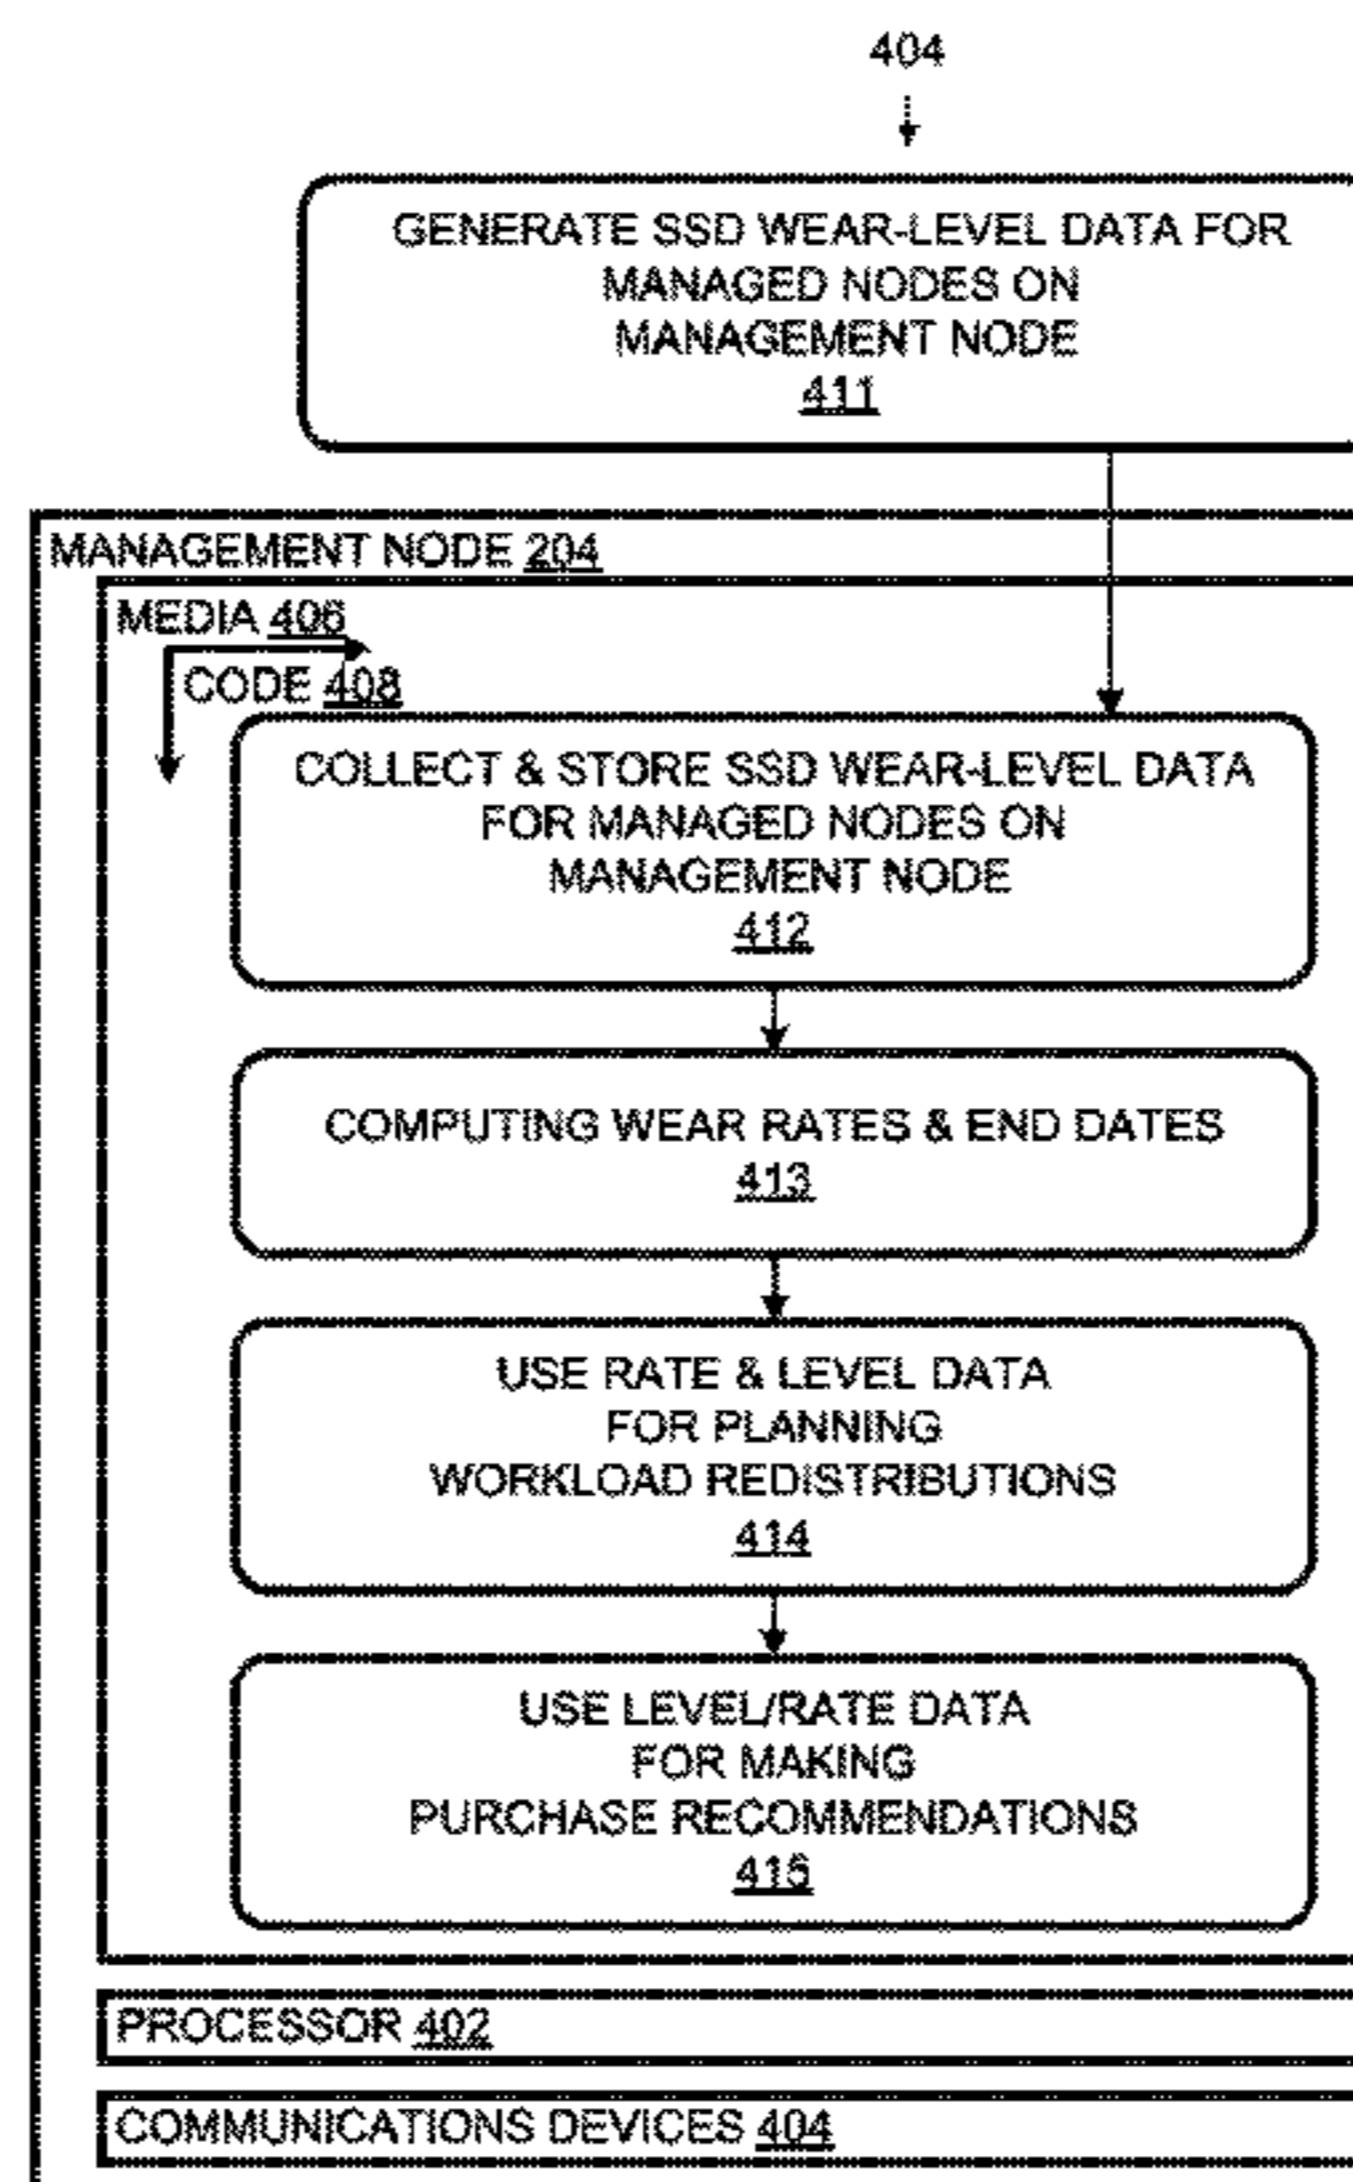 404
GENERATE SSD WEAR-LEVEL DATA FOR
MANAGED NODES ON
MANAGEMENT NODE
411
MANAGEMENT NODE 204
MEDIA 406
CODE 408
COLLECT & STORE SSD WEAR-LEVEL DATA
FOR MANAGED NODES ON
MANAGEMENT NODE
412
COMPUTING WEAR RATES & END DATES
413
USE RATE & LEVEL DATA
FOR PLANNING
WORKLOAD REDISTRIBUTIONS
414
USE LEVEL/RATE DATA
FOR MAKING
PURCHASE RECOMMENDATIONS
415
PROCESSOR 402
COMMUNICATIONS DEVICES 404